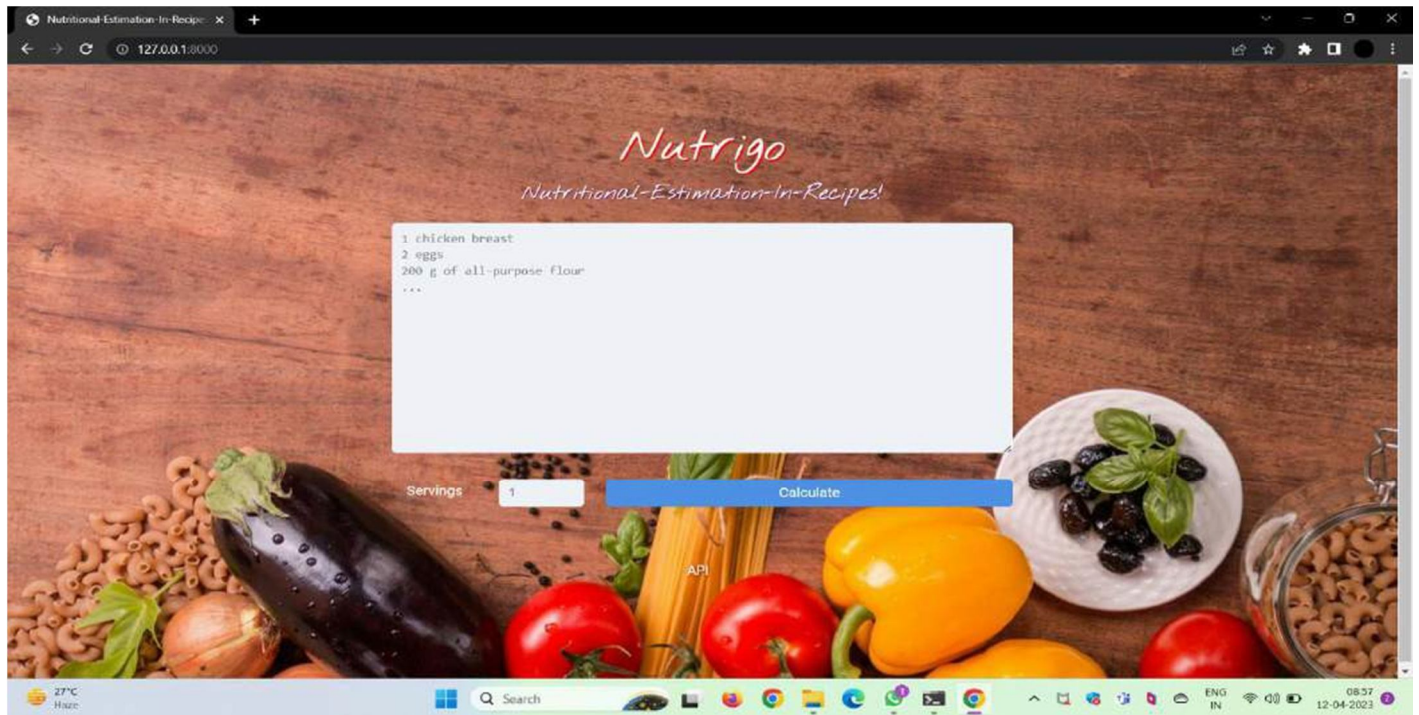 Nutritional-Estimation-In-Recipe
127.0.0.1:8000
Nutrigo
Nutritional-Estimation-In-Recipes!
1 chicken breast
2 eggs
200 g of all-purpose flour
...
Servings 1 Calculate
API
27°C
Haze
Search
ENG
IN
08:57
12-04-2023